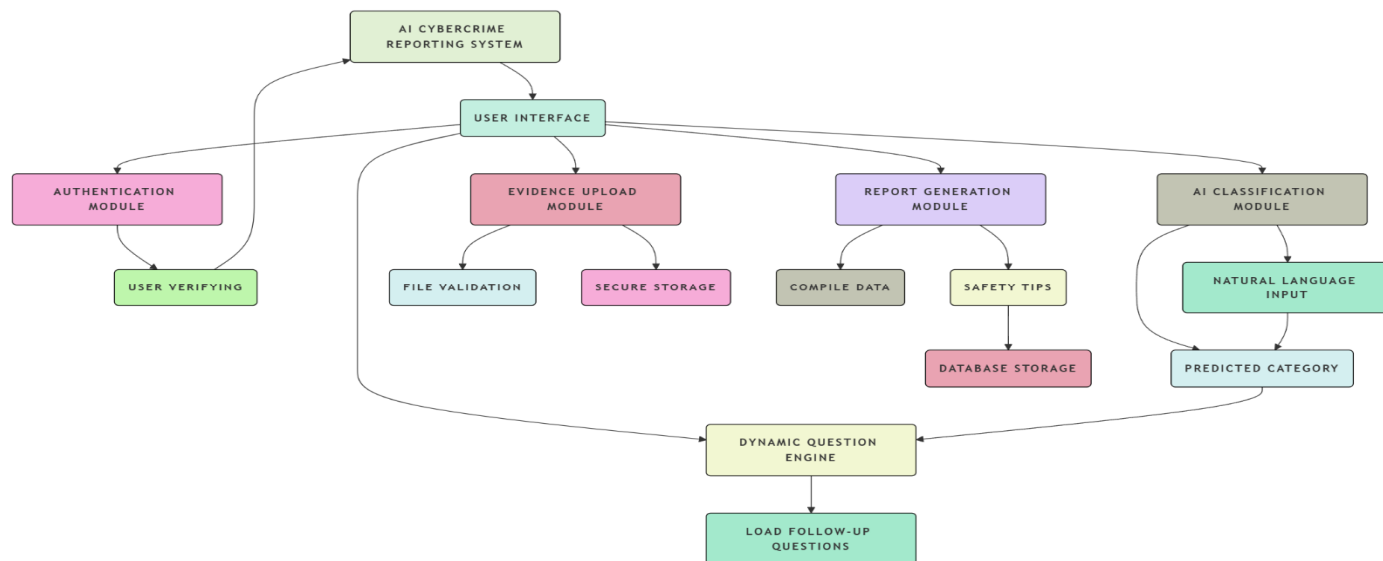 AI CYBERCRIME
REPORTING SYSTEM
USER INTERFACE
AUTHENTICATION
MODULE
EVIDENCE UPLOAD
MODULE
REPORT GENERATION
MODULE
AI CLASSIFICATION
MODULE
USER VERIFYING
FILE VALIDATION
SECURE STORAGE
COMPILE DATA
SAFETY TIPS
NATURAL LANGUAGE
INPUT
DATABASE STORAGE
PREDICTED CATEGORY
DYNAMIC QUESTION
ENGINE
LOAD FOLLOW-UP
QUESTIONS